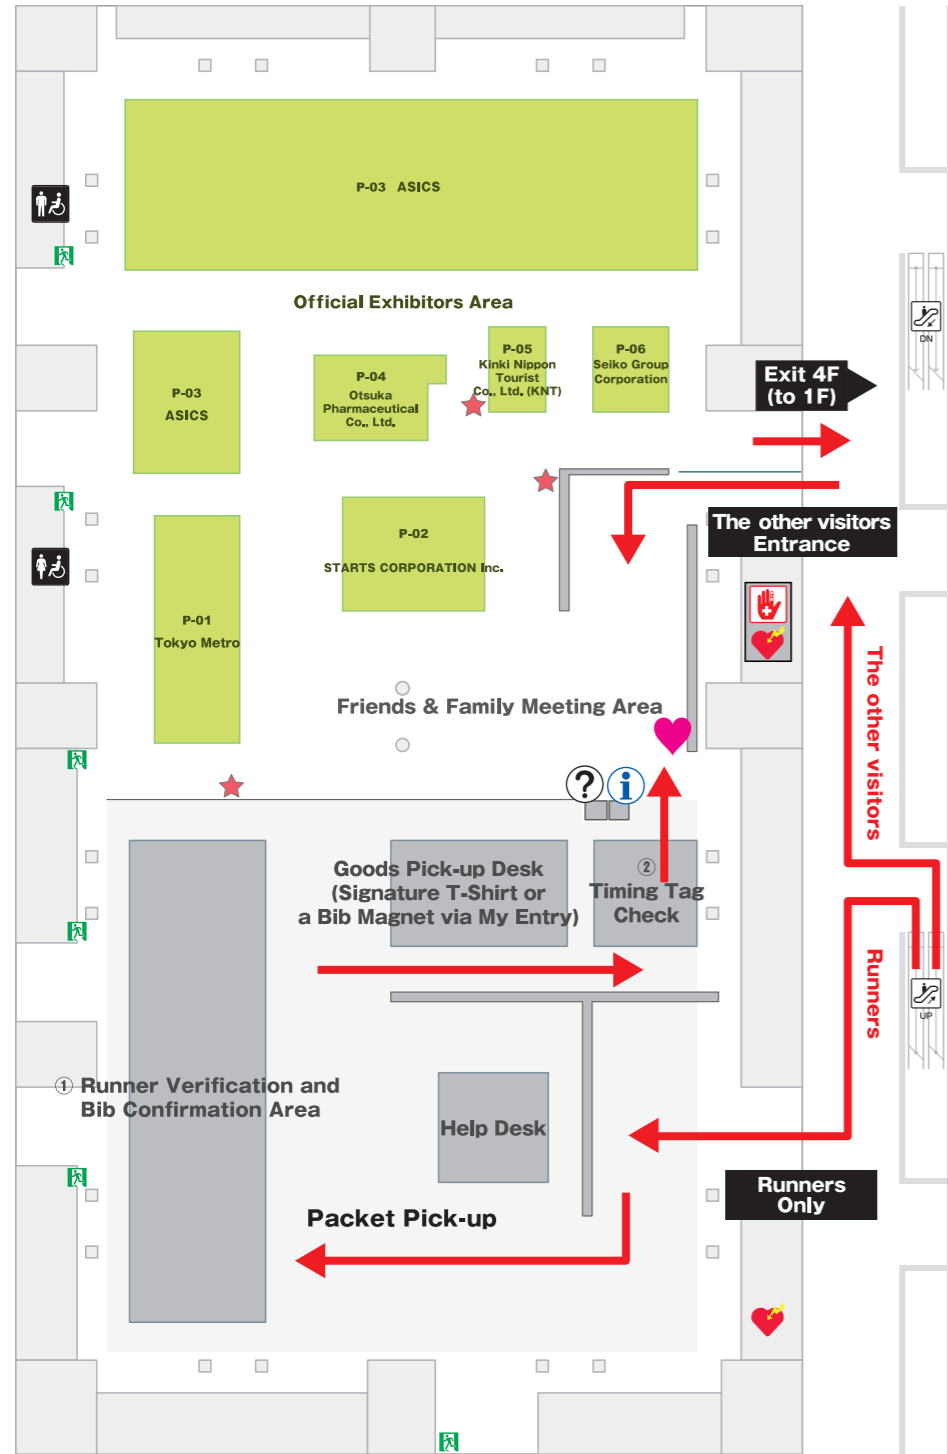 P-03 ASICS
Official Exhibitors Area
DN
P-03
ASICS
P-04
Otsuka
Pharmaceutical
Co., Ltd.
P-05
Kinki Nippon
Tourist
Co., Ltd. (KNT)
P-06
Seiko Group
Corporation
Exit 4F
(to 1F)
The other visitors
Entrance
P-02
STARTS CORPORATION Inc.
P-01
Tokyo Metro
The other visitors
Friends & Family Meeting Area
?
i
Goods Pick-up Desk
(Signature T-Shirt or
a Bib Magnet via My Entry)
②
Timing Tag
Check
Runners
UP
① Runner Verification and
Bib Confirmation Area
Help Desk
Runners
Only
Packet Pick-up